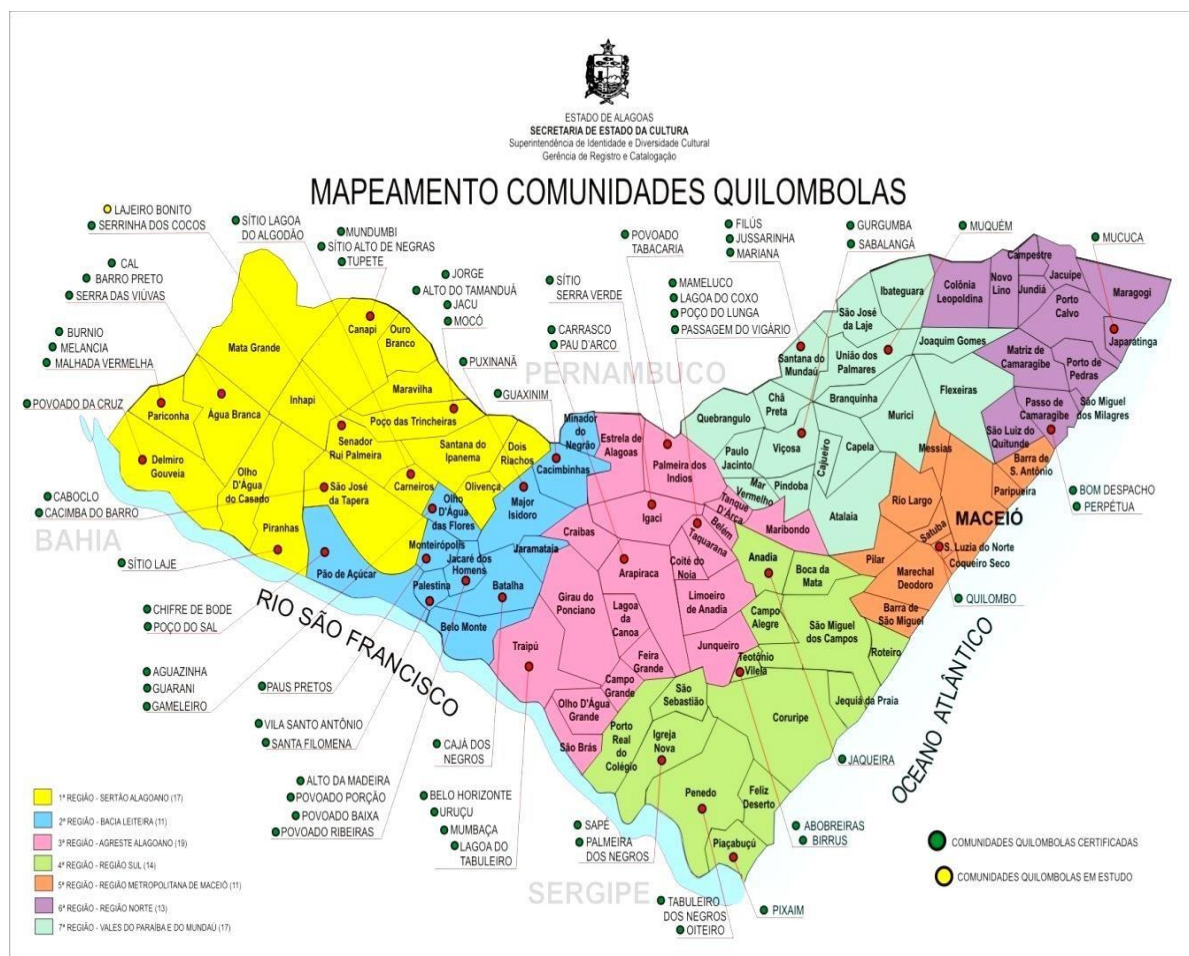 ESTADO DE ALAGOAS
SECRETARIA DE ESTADO DA CULTURA
Superintendência de Identidade e Diversidade Cultural
Gerência de Registro e Catalogação
MAPEAMENTO COMUNIDADES QUILOMBOLAS
LAJEIRO BONITO
SERRINHA DOS COCOS
SÍTIO LAGOA
DO ALGODÃO
MUNDUMBI
SÍTIO ALTO DE NEGRAS
TUPETE
CAL
BARRO PRETO
SERRA DAS VIÚVAS
JORGE
ALTO DO TAMANDUÁ
JACU
MOCÓ
BURNIO
MELANCIA
MALHADA VERMELHA
POVOADO DA CRUZ
PUXINANÃ
GUAXINIM
SÍTIO
SERRA VERDE
CARRASCO
PAU D'ARCO
POVOADO
TABACARIA
FILÚS
JUSSARINHA
MARIANA
MAMELUCO
LAGOA DO COXO
POÇO DO LUNGA
PASSAGEM DO VIGÁRIO
GURGUMBA
SABALANGÁ
MUQUÉM
MUCUCA
PERNAMBUCO
Mata Grande
Canapi
Ouro
Branco
Inhapi
Maravilha
Poço das Trincheiras
Pariconha
Água Branca
Delmiro
Gouveia
Olho
D'Água
do Casado
Senador
Rui Palmeira
Santana do
Ipanema
Dois
Riachos
São José
da Tapera
Carneiros
Olivença
Piranhas
Minador
do
Negrão
Cacimbinhas
Major
Isidoro
Olho
D'Água
das Flores
Monteirópolis
Jacaré dos
Homens
Jaramataia
Pão de Açúcar
Palestina
Batalha
Belo Monte
Estrela de
Alagoas
Palmeira dos
Indios
Igaci
Craibas
Tanque
D'Arca
Belém
Taquarana
Maribondo
Coité do
Noia
Arapiraca
Girau do
Ponciano
Limoeiro
de Anadia
Lagoa
da
Canoa
Feira
Grande
Junqueiro
Traipú
Campo
Grande
Olho D'Água
Grande
São Brás
Ibateguara
São José
da Laje
Santana do
Mundaú
União dos
Palmares
Joaquim Gomes
Quebrangulo
Chã
Preta
Branquinha
Flexeiras
Murici
Paulo
Jacinto
Viçosa
Cajueiro
Capela
Mar
Vermelho
Pindoba
Atalaia
Colônia
Leopoldina
Novo
Lino
Campestre
Jundiá
Jacuípe
Porto
Calvo
Maragogi
Japaratinga
Matriz de
Camaragibe
Porto de
Pedras
Passo de
Camaragibe
São Miguel
dos Milagres
São Luiz do
Quitunde
Messias
Barra de
S. Antônio
Paripueira
Rio Largo
Satuba
MACEIÓ
S. Luzia do Norte
Coqueiro Seco
Pilar
Marechal
Deodoro
Barra de
São Miguel
Anadia
Boca da
Mata
Campo
Alegre
São Miguel
dos Campos
Roteiro
Teotônio
Vilela
Jequiá da Praia
São
Sebastião
Coruripe
Porto
Real do
Colégio
Igreja
Nova
Penedo
Feliz
Deserto
Piaçabuçú
BOM DESPACHO
PERPÉTUA
QUILOMBO
CABOCLO
CACIMBA DO BARRO
BAHIA
SÍTIO LAJE
RIO SÃO FRANCISCO
CHIFRE DE BODE
POÇO DO SAL
AGUAZINHA
GUARANI
GAMELEIRO
PAUS PRETOS
VILA SANTO ANTÔNIO
SANTA FILOMENA
CAJÁ DOS
NEGROS
ALTO DA MADEIRA
POVOADO PORÇÃO
POVOADO BAIXA
POVOADO RIBEIRAS
BELO HORIZONTE
URUÇU
MUMBAÇA
LAGOA DO
TABULEIRO
SAPÉ
PALMEIRA
DOS NEGROS
SERGIPE
TABULEIRO
DOS NEGROS
OITEIRO
PIXAIM
ABOBREIRAS
BIRRUS
JAQUEIRA
OCEANO ATLÂNTICO
1ª REGIÃO - SERTÃO ALAGOANO (17)
2ª REGIÃO - BACIA LEITEIRA (11)
3ª REGIÃO - AGRESTE ALAGOANO (19)
4ª REGIÃO - REGIÃO SUL (14)
5ª REGIÃO - REGIÃO METROPOLITANA DE MACEIÓ (11)
6ª REGIÃO - REGIÃO NORTE (13)
7ª REGIÃO - VALES DO PARAÍBA E DO MUNDAÚ (17)
COMUNIDADES QUILOMBOLAS CERTIFICADAS
COMUNIDADES QUILOMBOLAS EM ESTUDO